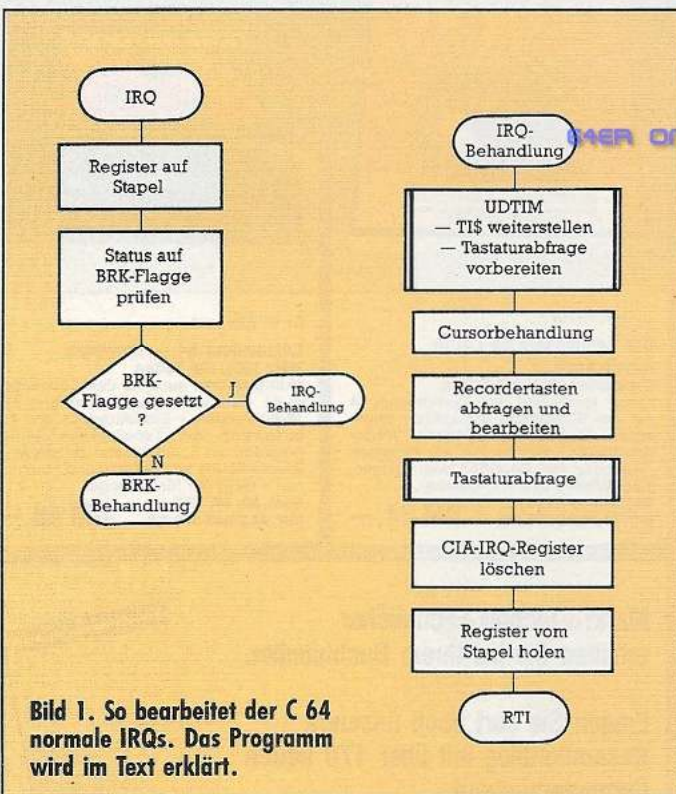 IRQ
Register auf
Stapel
Status auf
BRK-Flagge
prüfen
BRK-
Flagge gesetzt
?
J
IRQ-
Behandlung
N
BRK-
Behandlung
IRQ-
Behandlung
64ER
UDTIM
— TI$ weiterstellen
— Tastaturabfrage
vorbereiten
Cursorbehandlung
Recordertasten
abfragen und
bearbeiten
Tastaturabfrage
CIA-IRQ-Register
löschen
Register vom
Stapel holen
RTI
Bild 1. So bearbeitet der C 64
normale IRQs. Das Programm
wird im Text erklärt.